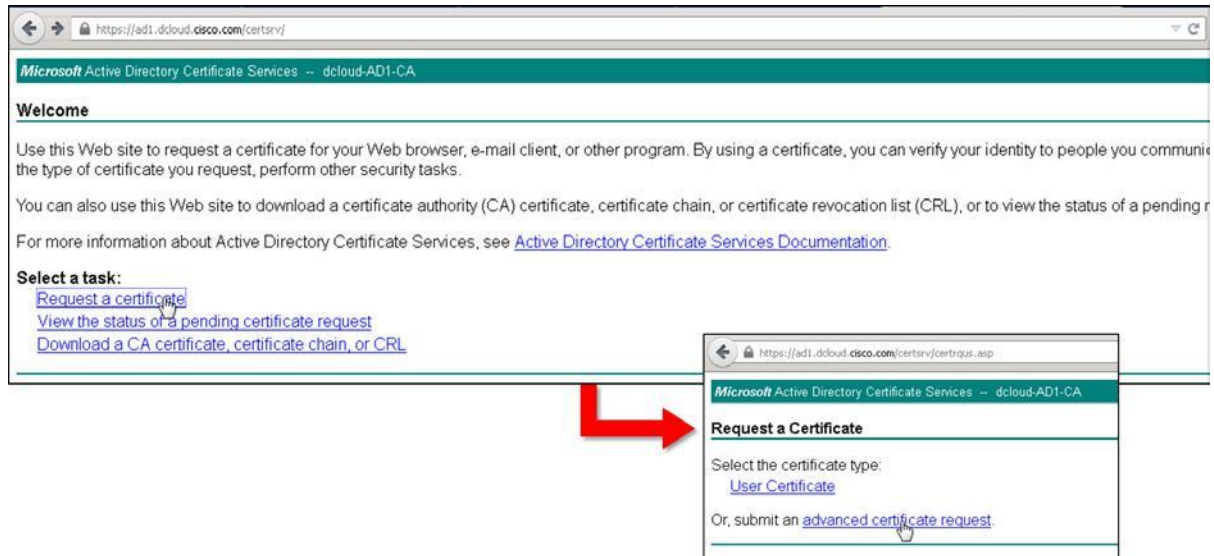 https://ad1.dcloud.cisco.com/certsrv/
Microsoft Active Directory Certificate Services -- dcloud-AD1-CA
Welcome
Use this Web site to request a certificate for your Web browser, e-mail client, or other program. By using a certificate, you can verify your identity to people you communi
the type of certificate you request, perform other security tasks.
You can also use this Web site to download a certificate authority (CA) certificate, certificate chain, or certificate revocation list (CRL), or to view the status of a pending r
For more information about Active Directory Certificate Services, see Active Directory Certificate Services Documentation.
Select a task:
Request a certificate
View the status of a pending certificate request
Download a CA certificate, certificate chain, or CRL
https://ad1.dcloud.cisco.com/certsrv/certrqus.asp
Microsoft Active Directory Certificate Services -- dcloud-AD1-CA
Request a Certificate
Select the certificate type:
User Certificate
Or, submit an advanced certificate request.